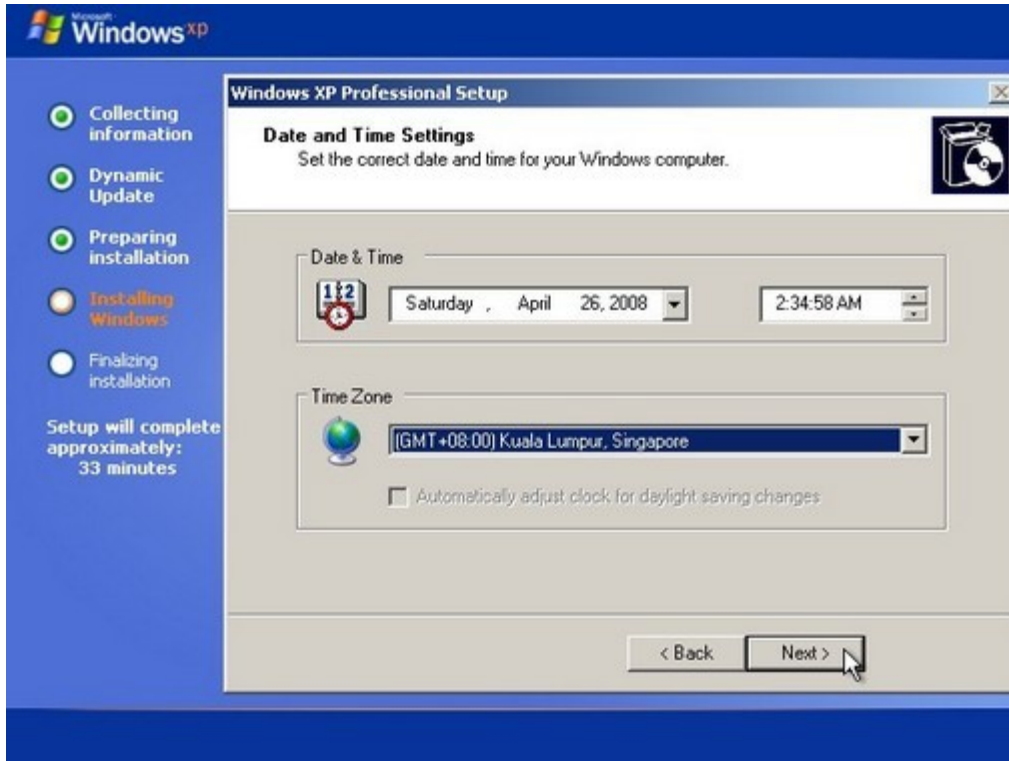 Microsoft
Windows xp
Collecting
information
Dynamic
Update
Preparing
installation
Installing
Windows
Finalizing
installation
Setup will complete
approximately:
33 minutes
Windows XP Professional Setup
Date and Time Settings
Set the correct date and time for your Windows computer.
Date & Time
12
Saturday , April 26, 2008
2:34:58 AM
Time Zone
(GMT+08:00) Kuala Lumpur, Singapore
Automatically adjust clock for daylight saving changes
< Back
Next >